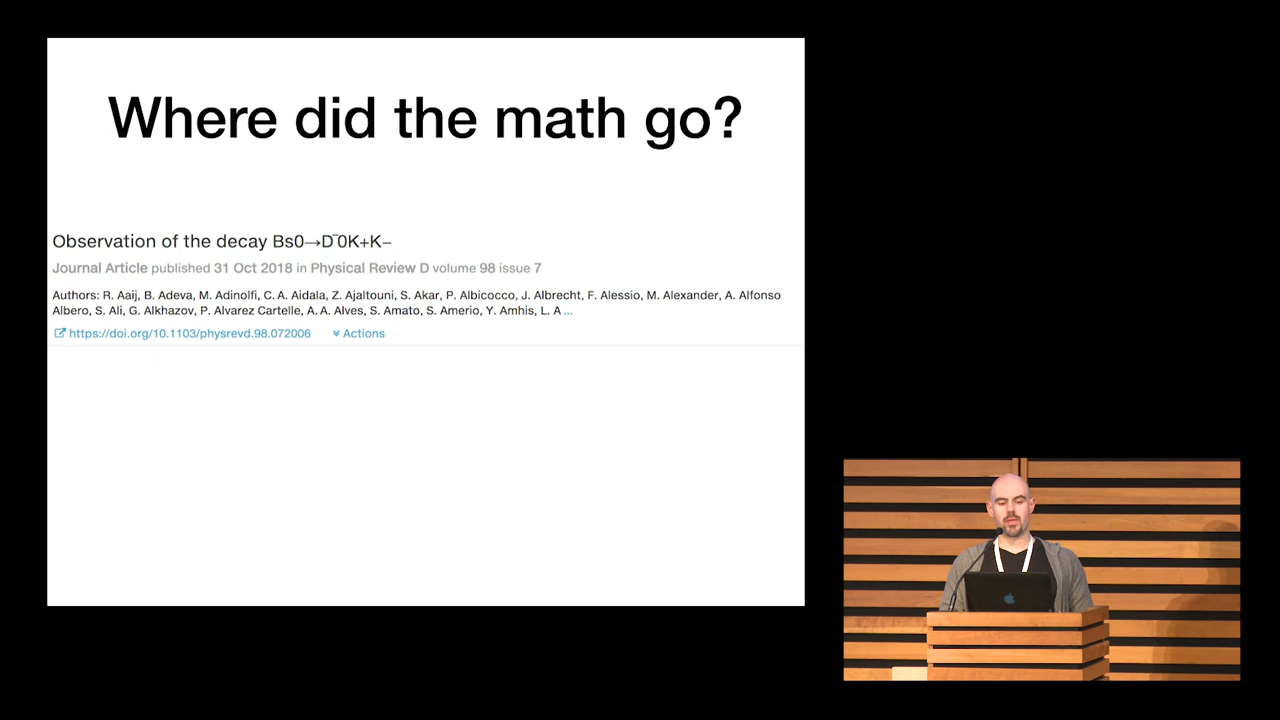 Where did the math go?
Observation of the decay Bs0→D ̅0K+K−
Journal Article published 31 Oct 2018 in Physical Review D volume 98 issue 7
Authors: R. Aaij, B. Adeva, M. Adinolfi, C. A. Aidala, Z. Ajaltouni, S. Akar, P. Albicocco, J. Albrecht, F. Alessio, M. Alexander, A. Alfonso
Albero, S. Ali, G. Alkhazov, P. Alvarez Cartelle, A. A. Alves, S. Amato, S. Amerio, Y. Amhis, L. A ...
https://doi.org/10.1103/physrevd.98.072006 Actions